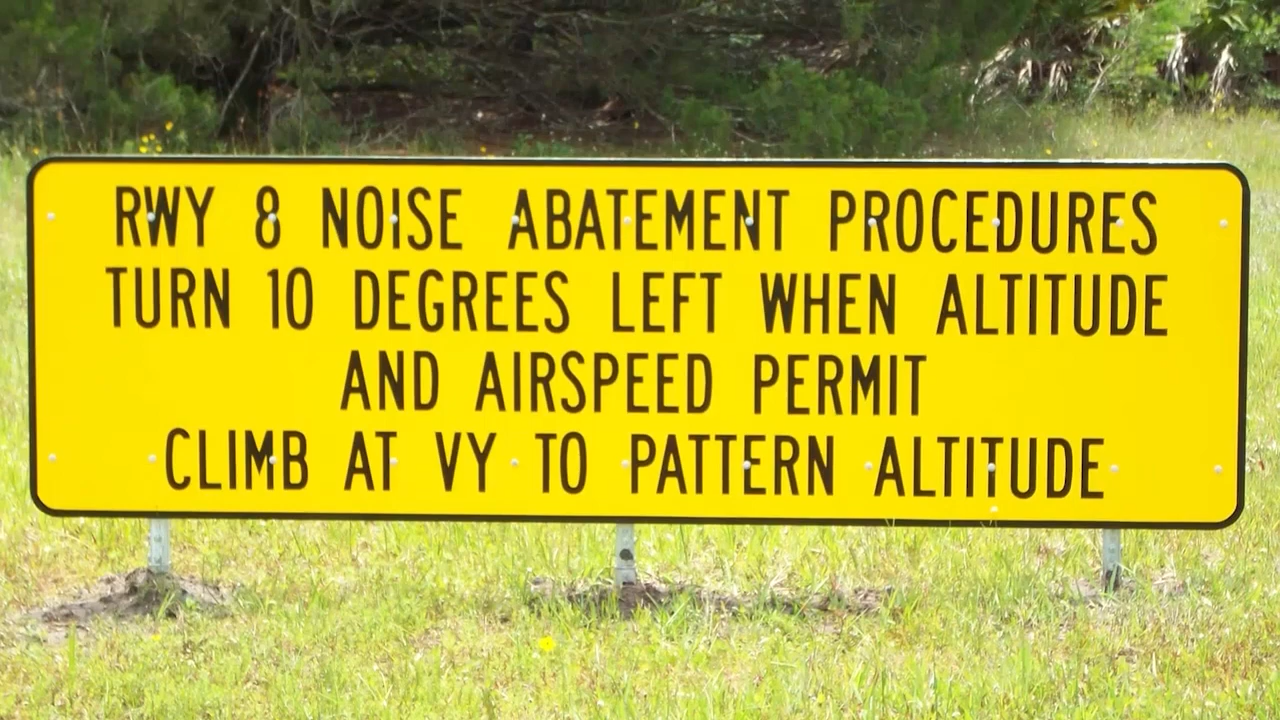 RWY 8 NOISE ABATEMENT PROCEDURES
TURN 10 DEGREES LEFT WHEN ALTITUDE
AND AIRSPEED PERMIT
CLIMB AT VY TO PATTERN ALTITUDE